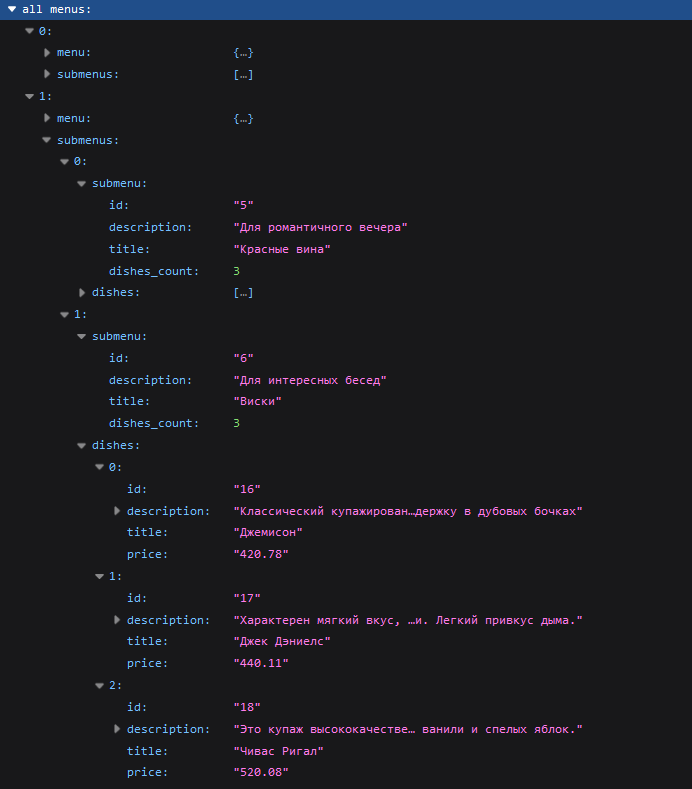 all menus:
0:
menu: {…}
submenus: […]
1:
menu: {…}
submenus:
0:
submenu:
id: "5"
description: "Для романтичного вечера"
title: "Красные вина"
dishes_count: 3
dishes: […]
1:
submenu:
id: "6"
description: "Для интересных бесед"
title: "Виски"
dishes_count: 3
dishes:
0:
id: "16"
description: "Классический купажирован…держку в дубовых бочках"
title: "Джемисон"
price: "420.78"
1:
id: "17"
description: "Характерен мягкий вкус, …и. Легкий привкус дыма."
title: "Джек Дэниелс"
price: "440.11"
2:
id: "18"
description: "Это купаж высококачестве… ванили и спелых яблок."
title: "Чивас Ригал"
price: "520.08"